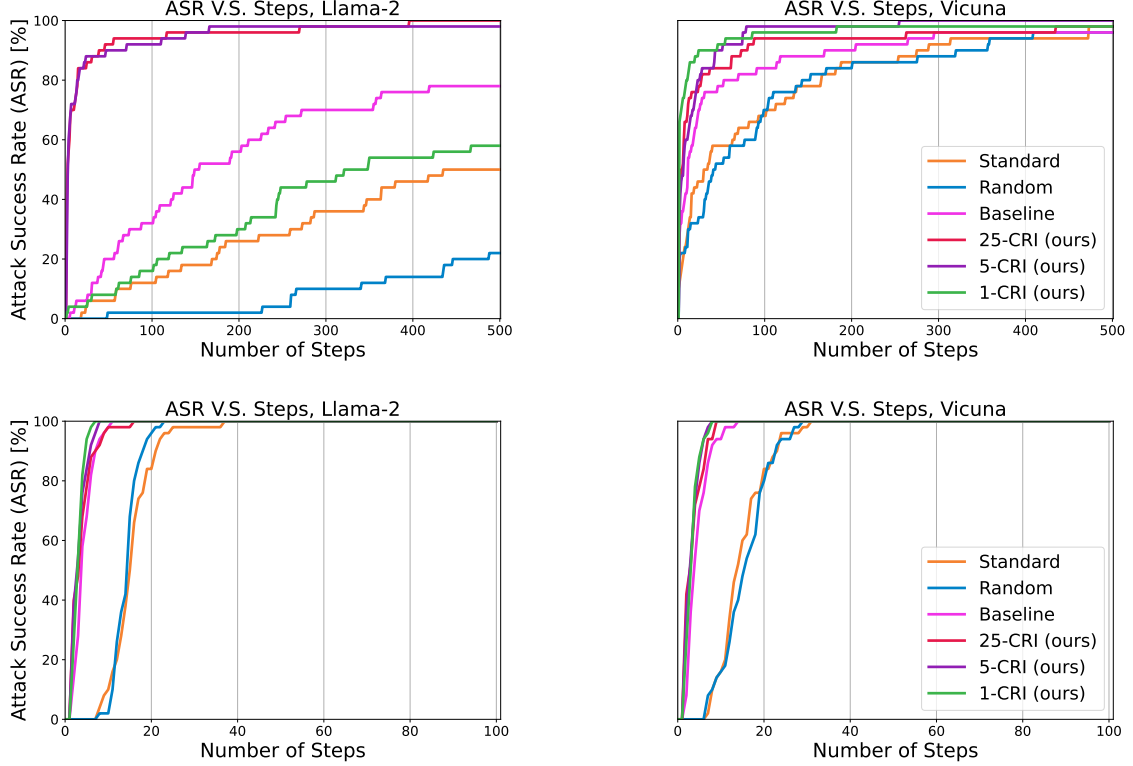 ASR V.S. Steps, Llama-2
Attack Success Rate (ASR) [%]
100
80
60
40
20
0
0 100 200 300 400 500
Number of Steps
ASR V.S. Steps, Vicuna
Standard
Random
Baseline
25-CRI (ours)
5-CRI (ours)
1-CRI (ours)
0 100 200 300 400 500
Number of Steps
ASR V.S. Steps, Llama-2
Attack Success Rate (ASR) [%]
100
80
60
40
20
0
0 20 40 60 80 100
Number of Steps
ASR V.S. Steps, Vicuna
Standard
Random
Baseline
25-CRI (ours)
5-CRI (ours)
1-CRI (ours)
0 20 40 60 80 100
Number of Steps